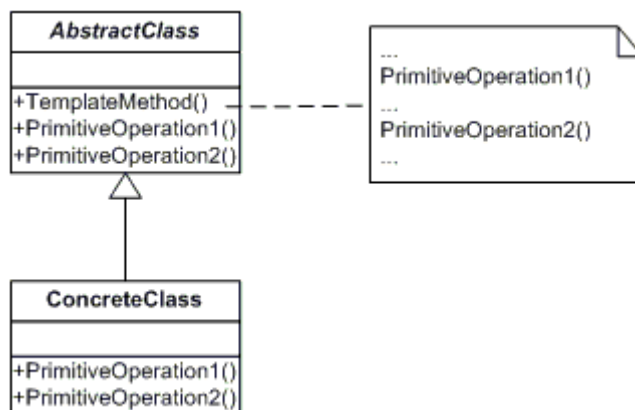 AbstractClass
+TemplateMethod()
+PrimitiveOperation1()
+PrimitiveOperation2()
...
PrimitiveOperation1()
...
PrimitiveOperation2()
...
ConcreteClass
+PrimitiveOperation1()
+PrimitiveOperation2()